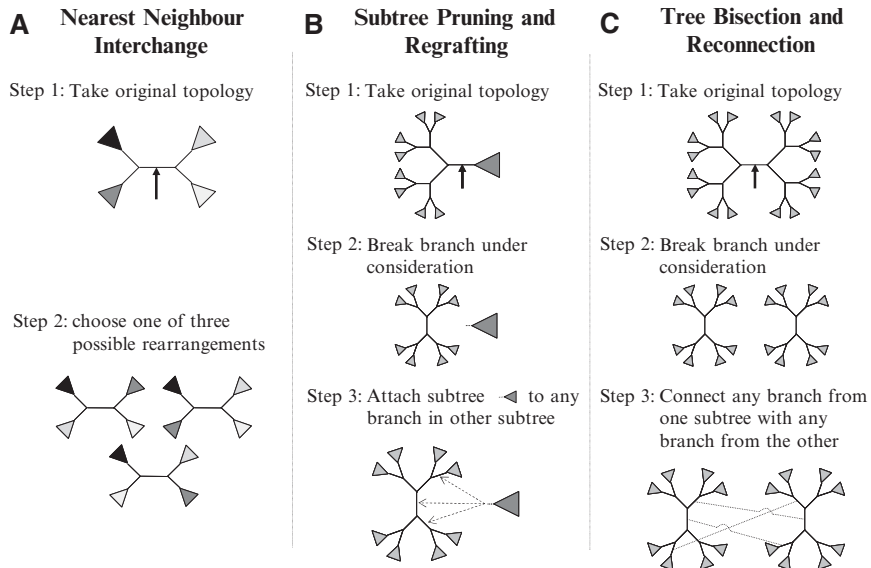 A
Nearest Neighbour
Interchange
Step 1: Take original topology
Step 2: choose one of three
possible rearrangements
B
Subtree Pruning and
Regrafting
Step 1: Take original topology
Step 2: Break branch under
consideration
Step 3: Attach subtree to any
branch in other subtree
C
Tree Bisection and
Reconnection
Step 1: Take original topology
Step 2: Break branch under
consideration
Step 3: Connect any branch from
one subtree with any
branch from the other